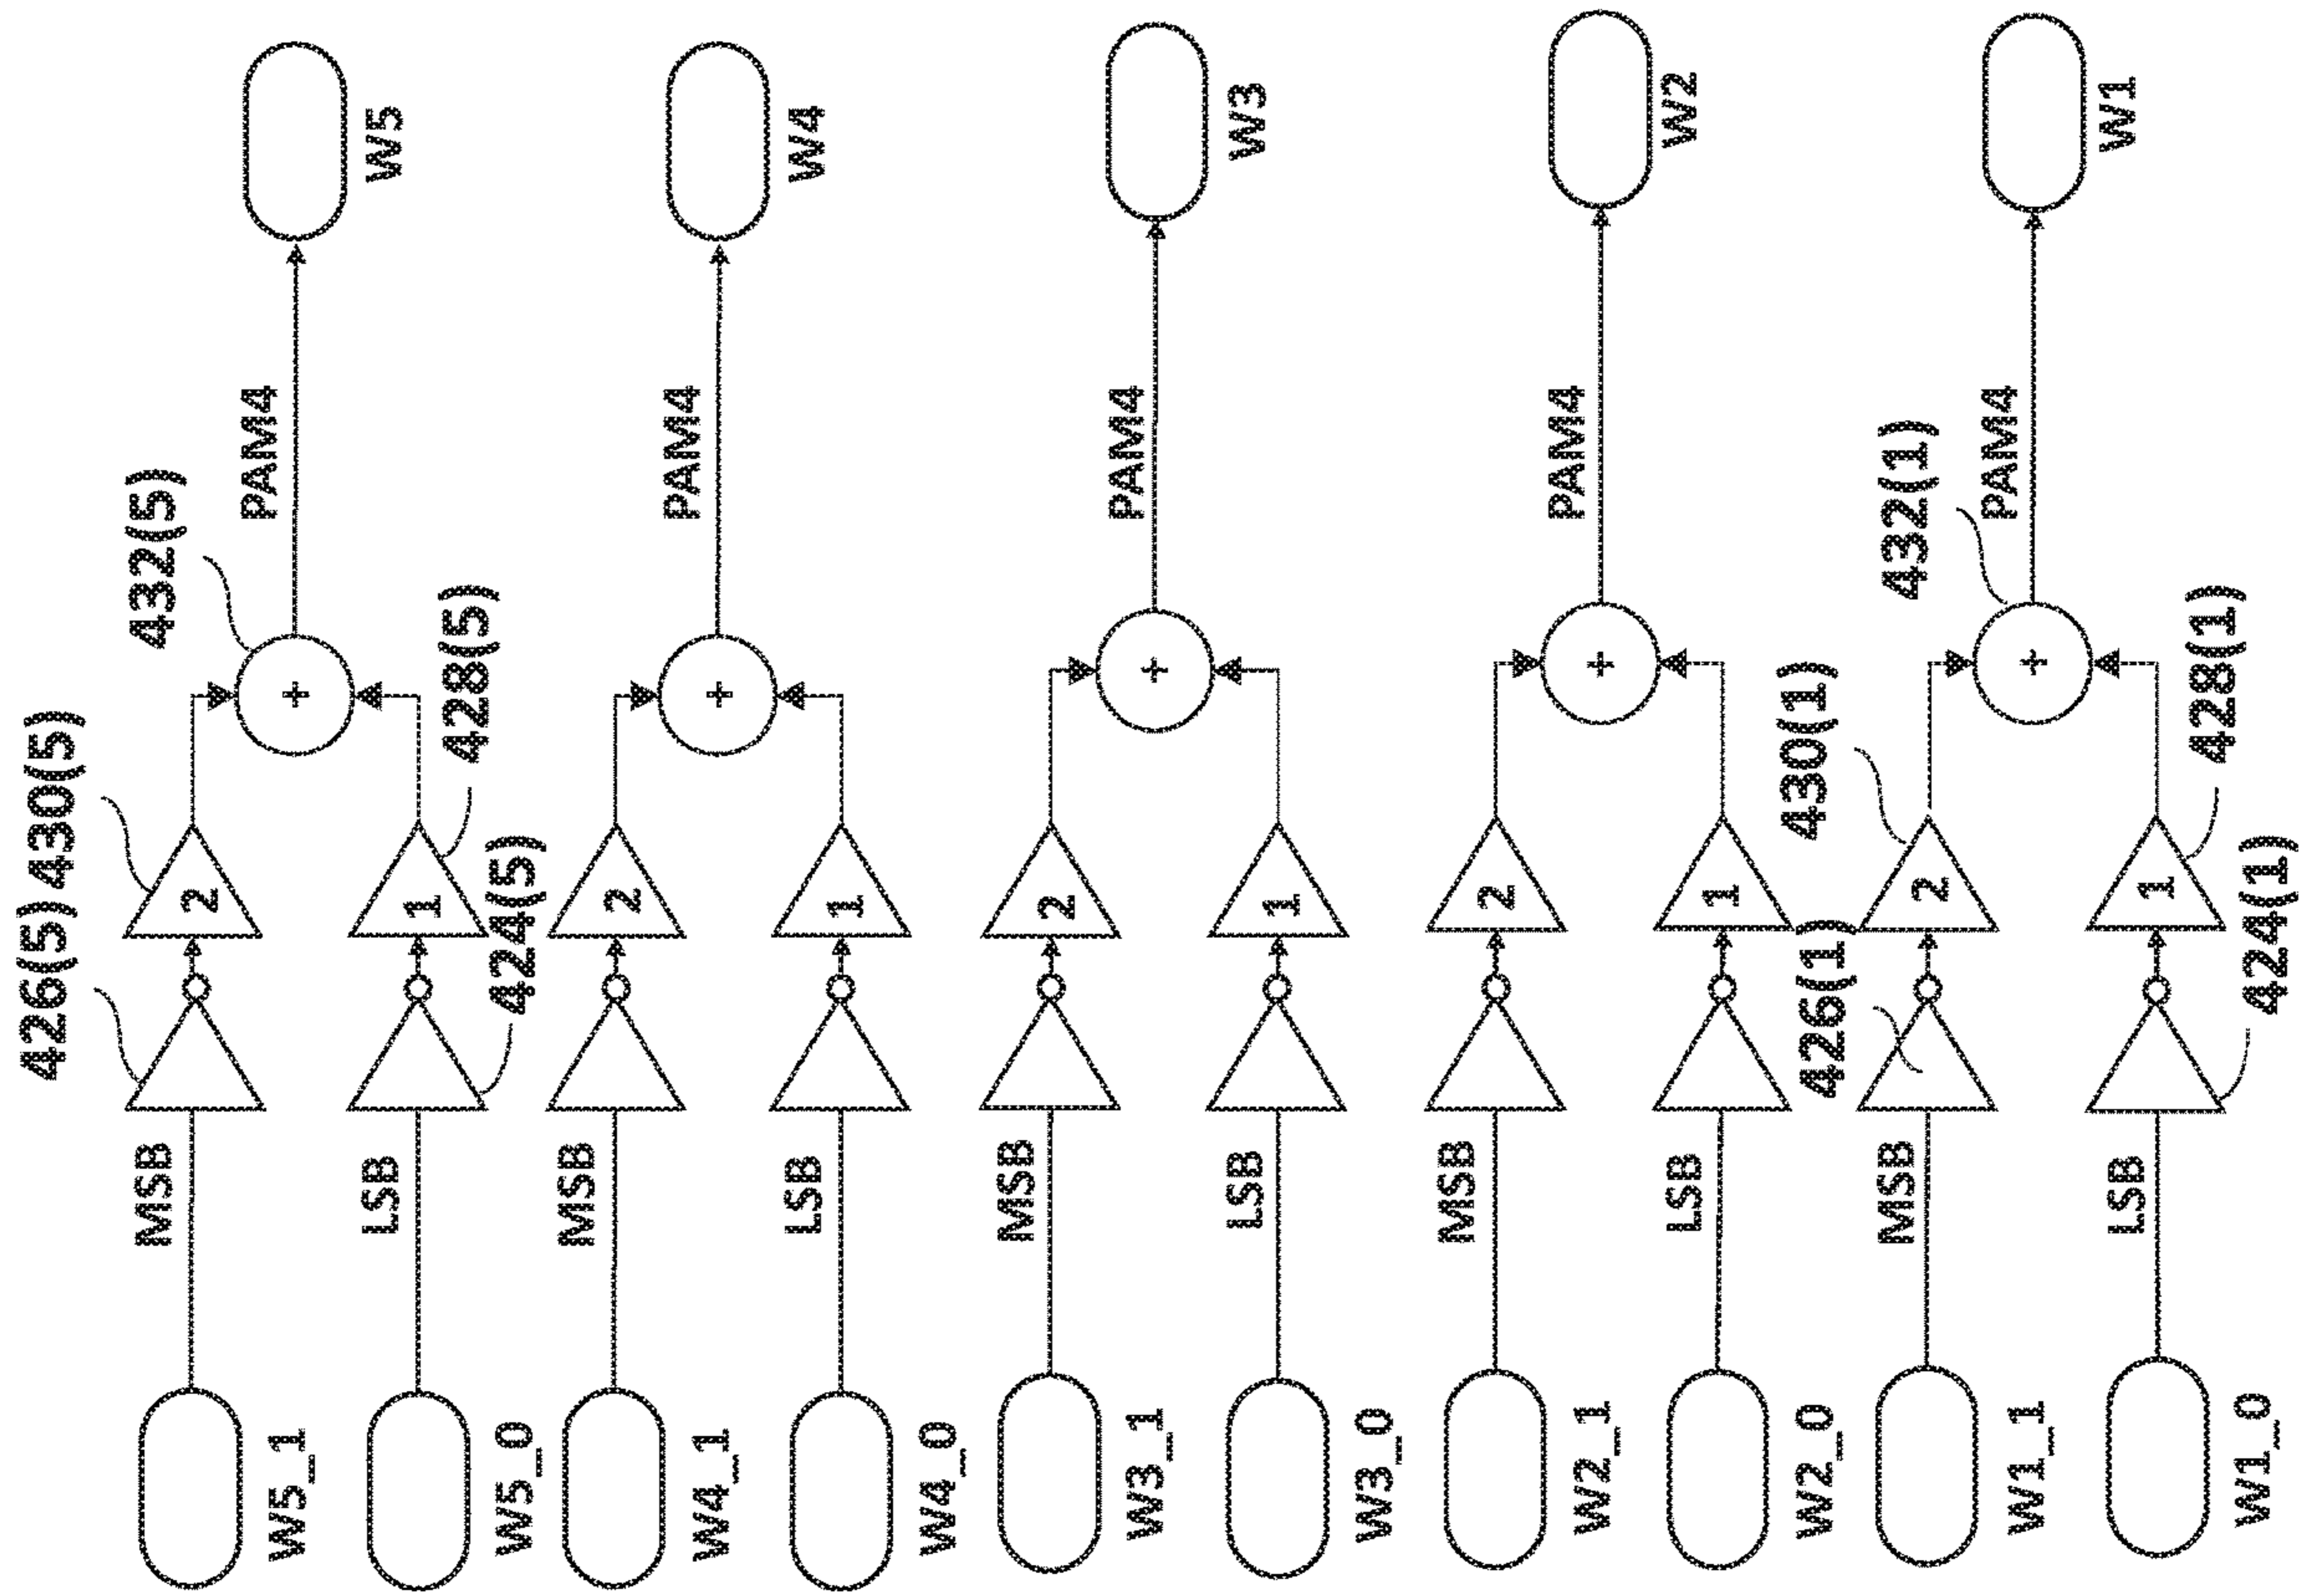 W5
W4
W3
W2
W1
PAM4
PAM4
PAM4
PAM4
PAM4
432(5)
432(1)
+
+
+
+
+
426(5)
430(5)
428(5)
424(5)
430(1)
428(1)
426(1)
424(1)
2
1
2
1
2
1
2
1
2
1
MSB
LSB
MSB
LSB
MSB
LSB
MSB
LSB
MSB
LSB
W5_1
W5_0
W4_1
W4_0
W3_1
W3_0
W2_1
W2_0
W1_1
W1_0